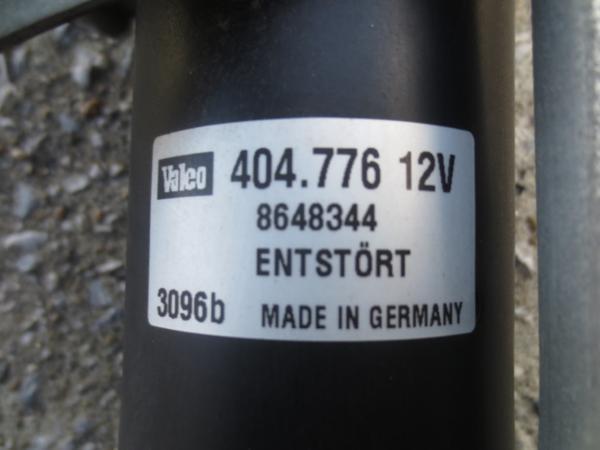 Valeo 404.776 12V
8648344
ENTSTÖRT
3096b MADE IN GERMANY